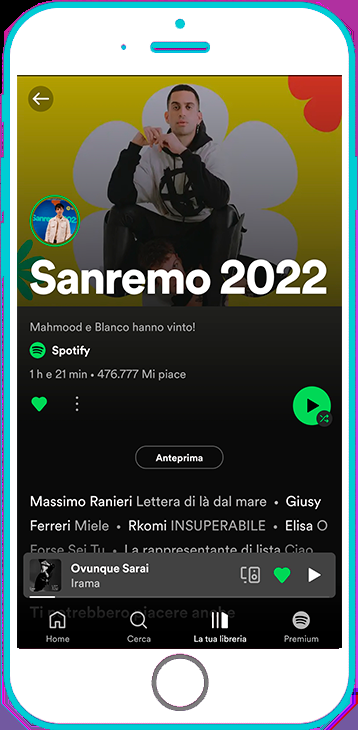 Sanremo 2022
Mahmood e Blanco hanno vinto!
Spotify
1 h e 21 min • 476.777 Mi piace
Anteprima
Massimo Ranieri Lettera di là dal mare • Giusy
Ferreri Miele • Rkomi INSUPERABILE • Elisa O
Forse Sei Tu • La rappresentante di lista Ciao
Ovunque Sarai
Irama
Ti potrebbero piacere anche
Home Cerca La tua libreria Premium